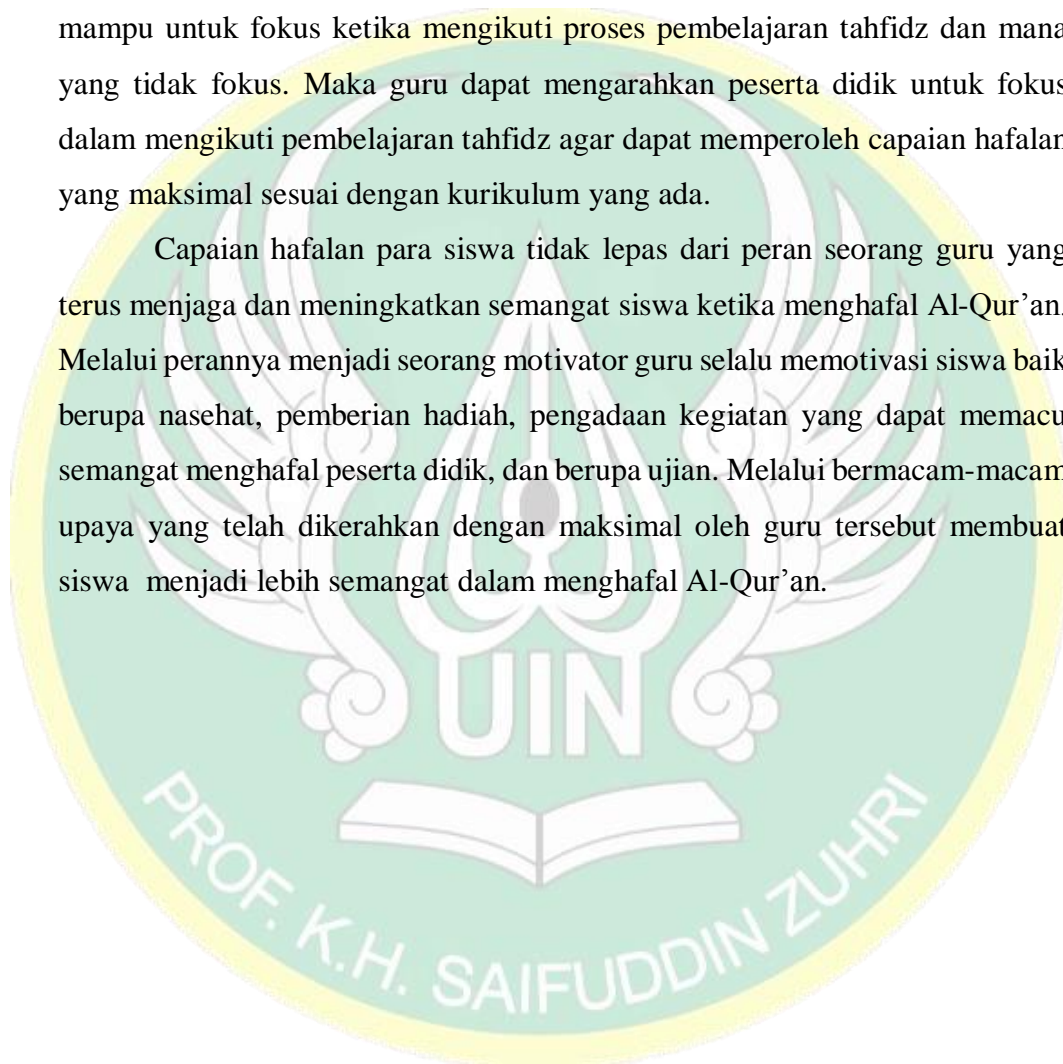 mampu untuk fokus ketika mengikuti proses pembelajaran tahfidz dan mana
yang tidak fokus. Maka guru dapat mengarahkan peserta didik untuk fokus
dalam mengikuti pembelajaran tahfidz agar dapat memperoleh capaian hafalan
yang maksimal sesuai dengan kurikulum yang ada.
Capaian hafalan para siswa tidak lepas dari peran seorang guru yang
terus menjaga dan meningkatkan semangat siswa ketika menghafal Al-Qur’an.
Melalui perannya menjadi seorang motivator guru selalu memotivasi siswa baik
berupa nasehat, pemberian hadiah, pengadaan kegiatan yang dapat memacu
semangat menghafal peserta didik, dan berupa ujian. Melalui bermacam-macam
upaya yang telah dikerahkan dengan maksimal oleh guru tersebut membuat
siswa  menjadi lebih semangat dalam menghafal Al-Qur’an.
UIN
PROF. K.H. SAIFUDDIN ZUHRI